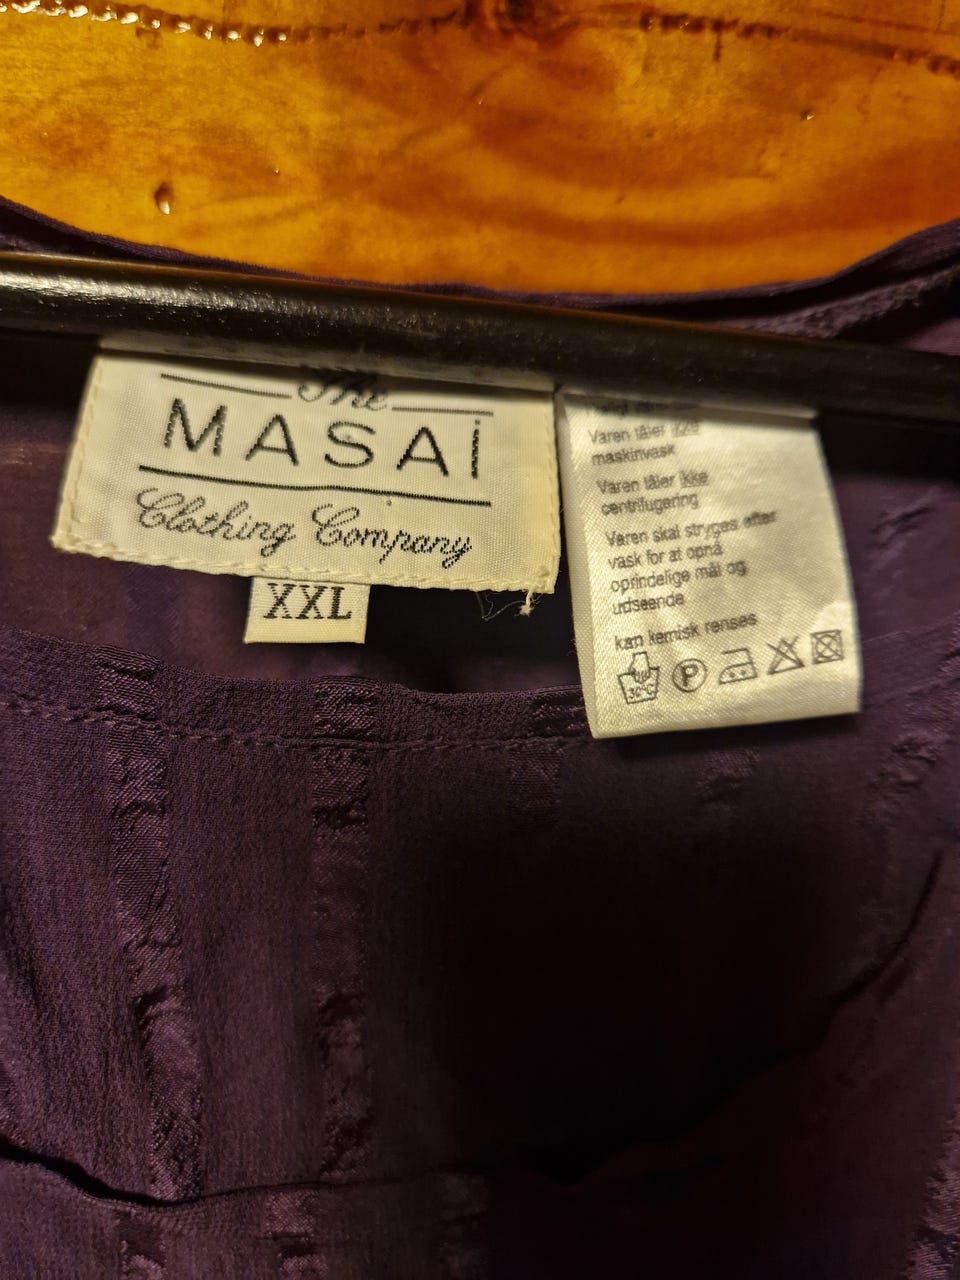 The
MASAI
Clothing Company
XXL
Varen tåler ikke
maskinvask
Varen tåler ikke
centrifugering
Varen skal stryges efter
vask for at opnå
oprindelige mål og
udseende
kan kemisk renses
30°C P